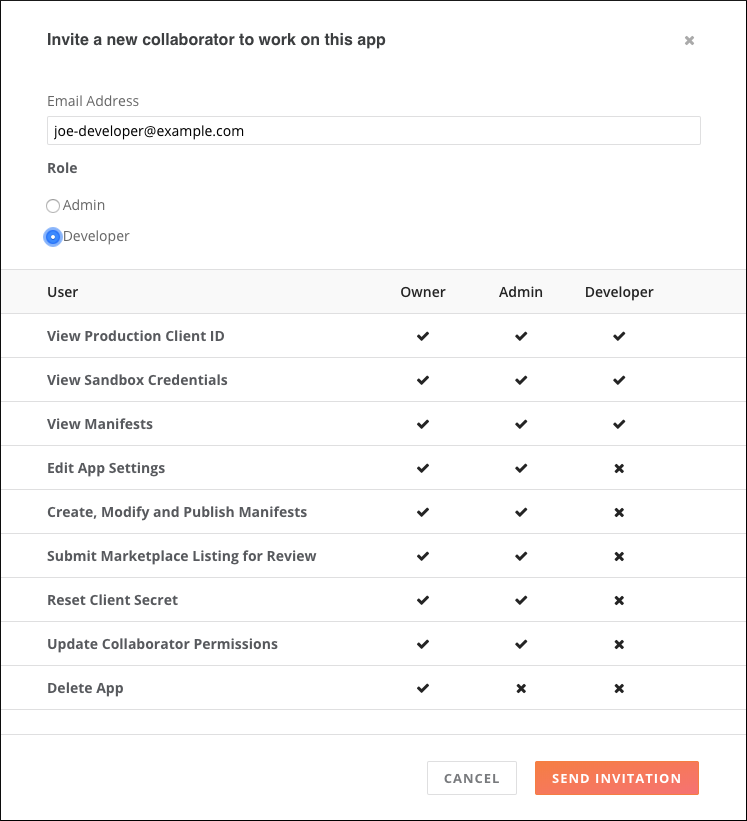 Invite a new collaborator to work on this app
Email Address
joe-developer@example.com
Role
Admin
Developer
User Owner Admin Developer
View Production Client ID
View Sandbox Credentials
View Manifests
Edit App Settings
Create, Modify and Publish Manifests
Submit Marketplace Listing for Review
Reset Client Secret
Update Collaborator Permissions
Delete App
CANCEL SEND INVITATION